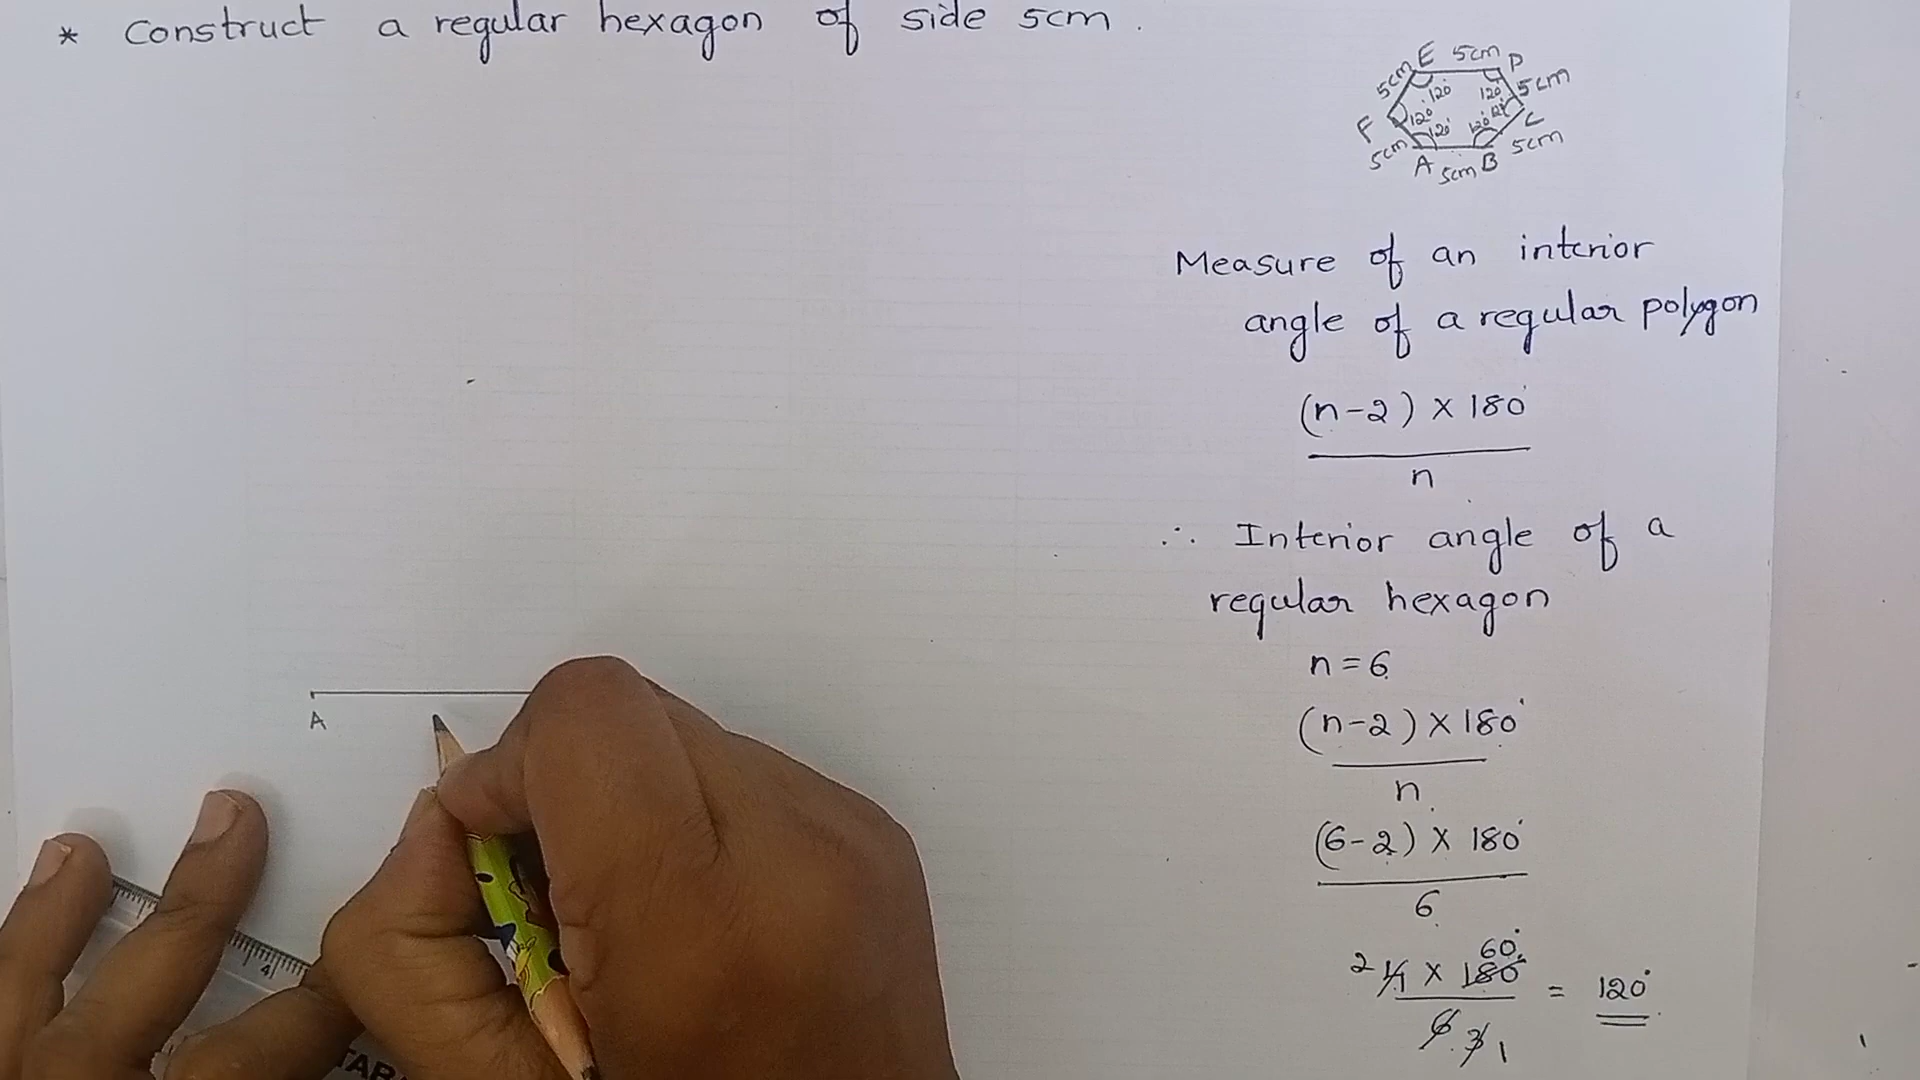 * Construct a regular hexagon of side 5cm.
E 5cm D
5cm 120° 120° 5cm
F 120° 120° 120° 120° C
5cm A 5cm B 5cm
Measure of an interior
angle of a regular polygon
(n-2) × 180°
n
∴ Interior angle of a
regular hexagon
n = 6
(n-2) × 180°
n
(6-2) × 180°
6
2 60°
4 × 180° = 120°
6 3 1
A
4